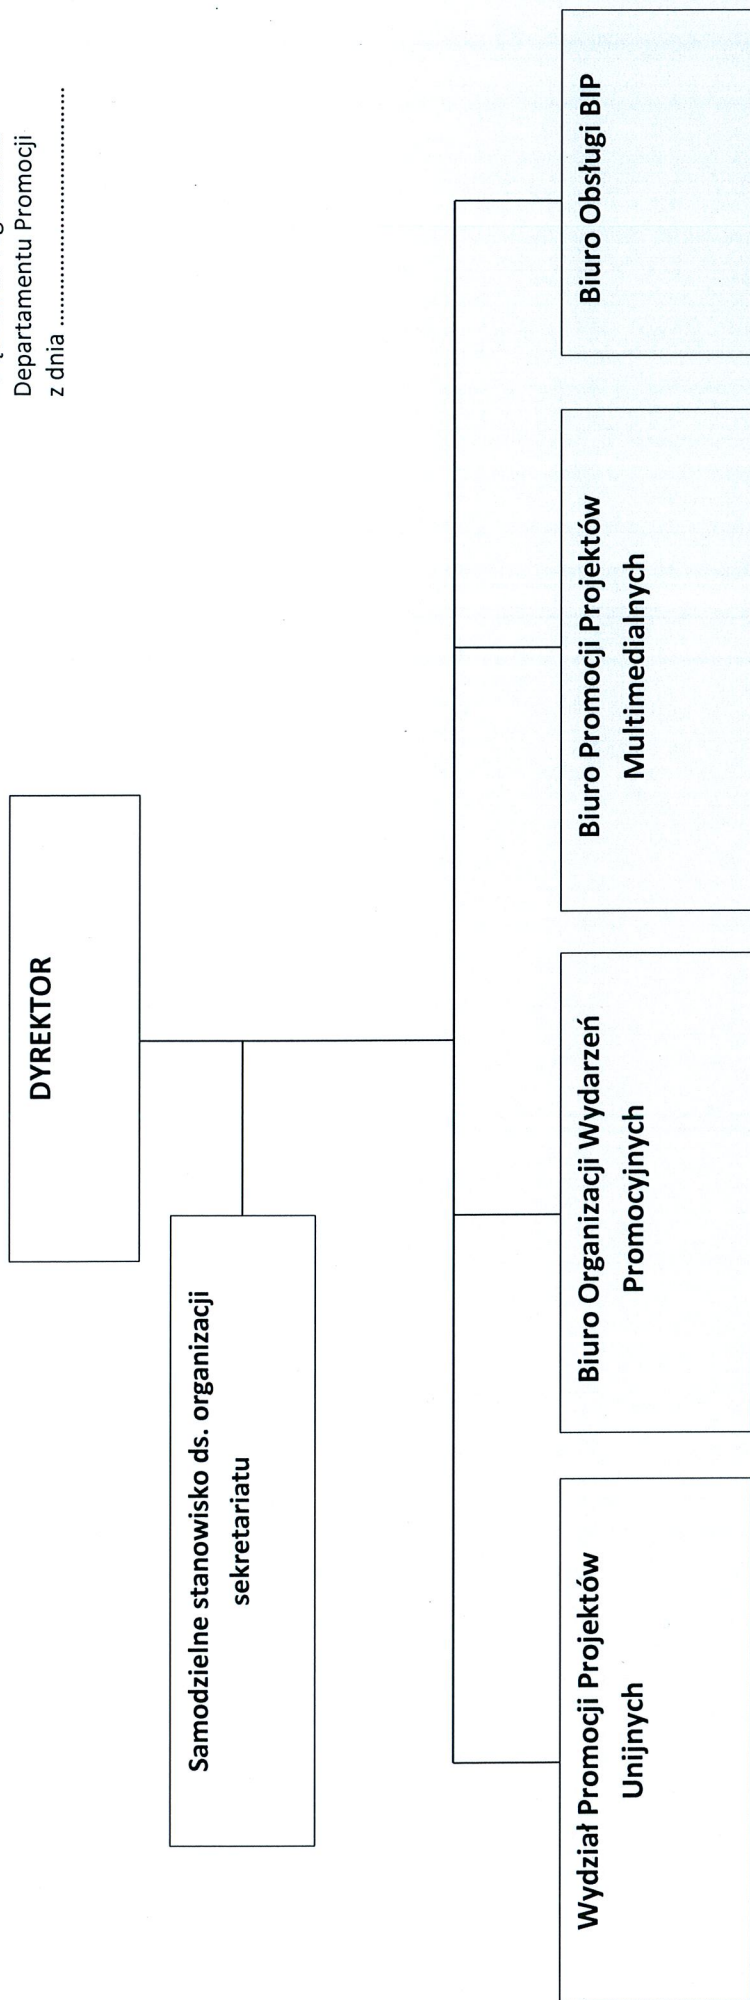 Departamentu Promocji
z dnia ..........................................
DYREKTOR
Samodzielne stanowisko ds. organizacji
sekretariatu
Wydział Promocji Projektów
Unijnych
Biuro Organizacji Wydarzeń
Promocyjnych
Biuro Promocji Projektów
Multimedialnych
Biuro Obsługi BIP